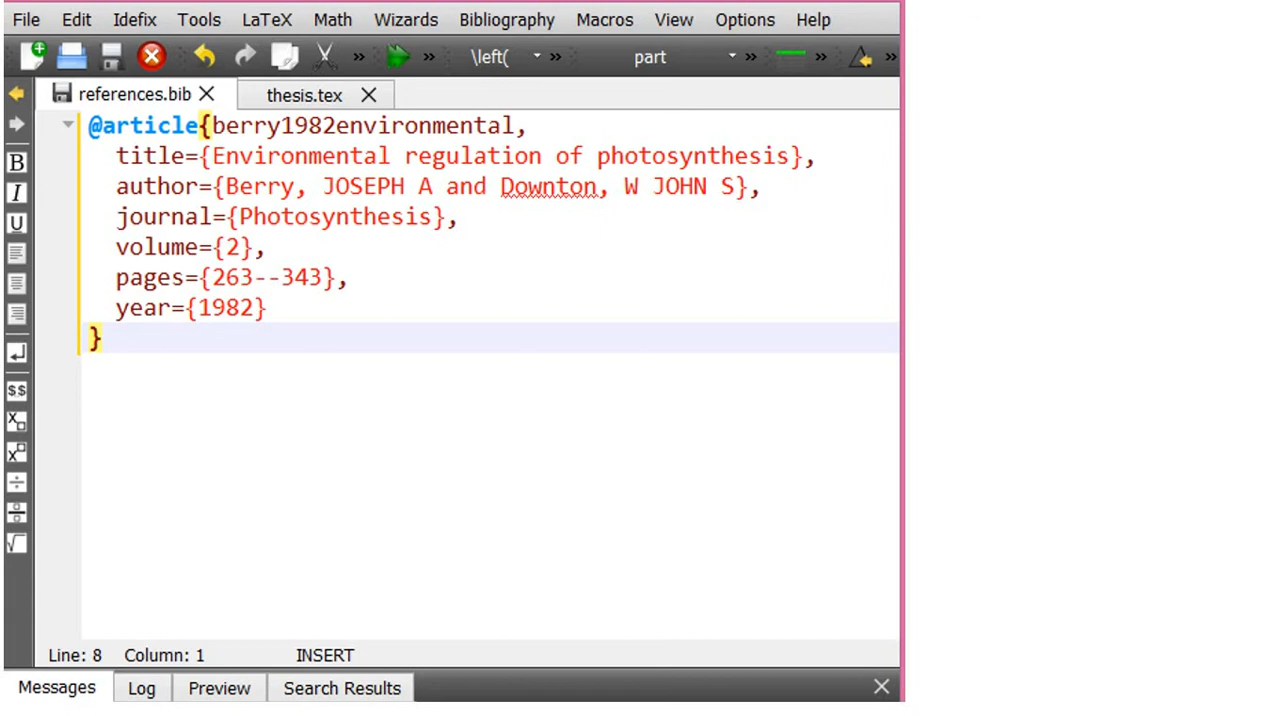 File Edit Idefix Tools LaTeX Math Wizards Bibliography Macros View Options Help
\left( part
references.bib thesis.tex
@article{berry1982environmental,
title={Environmental regulation of photosynthesis},
author={Berry, JOSEPH A and Downton, W JOHN S},
journal={Photosynthesis},
volume={2},
pages={263--343},
year={1982}
}
B
I
U
$$
Line: 8 Column: 1 INSERT
Messages Log Preview Search Results